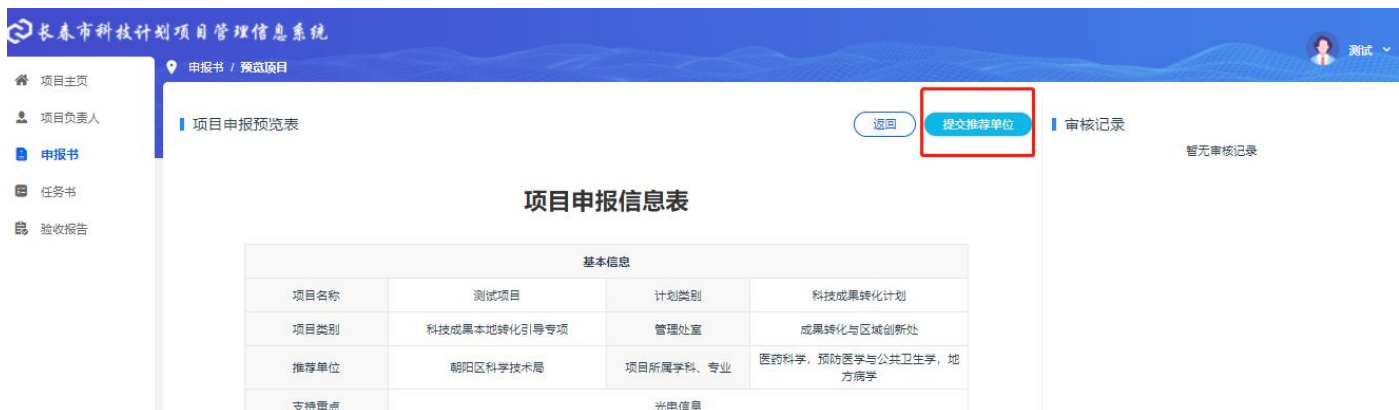 长春市科技计划项目管理信息系统
测试
申报书 / 预览项目
项目主页
项目负责人
申报书
任务书
验收报告
项目申报预览表
返回
提交推荐单位
审核记录
暂无审核记录
项目申报信息表
基本信息
项目名称 测试项目 计划类别 科技成果转化计划
项目类别 科技成果本地转化引导专项 管理处室 成果转化与区域创新处
推荐单位 朝阳区科学技术局 项目所属学科、专业 医药科学，预防医学与公共卫生学，地
方病学
支持重点 光电信息